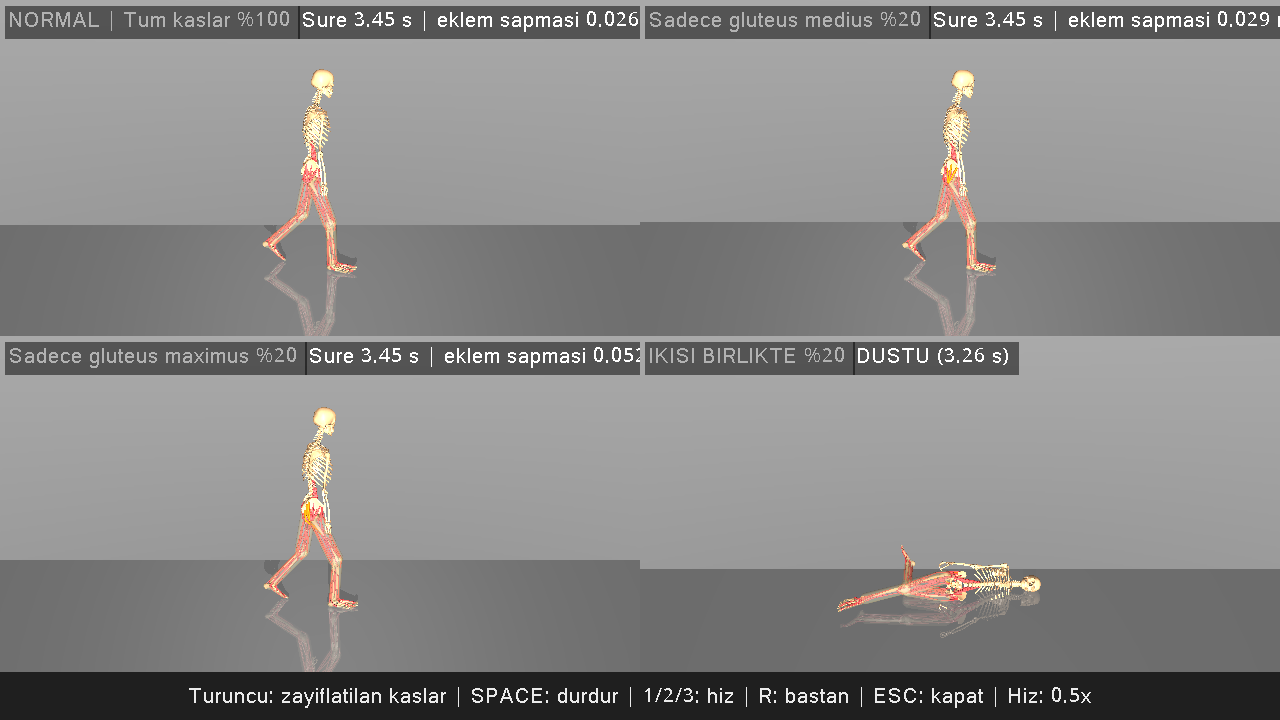 NORMAL | Tum kaslar %100 Sure 3.45 s | eklem sapmasi 0.026
Sadece gluteus medius %20 Sure 3.45 s | eklem sapmasi 0.029
Sadece gluteus maximus %20 Sure 3.45 s | eklem sapmasi 0.052
IKISI BIRLIKTE %20 DUSTU (3.26 s)
Turuncu: zayiflatilan kaslar | SPACE: durdur | 1/2/3: hiz | R: bastan | ESC: kapat | Hiz: 0.5x